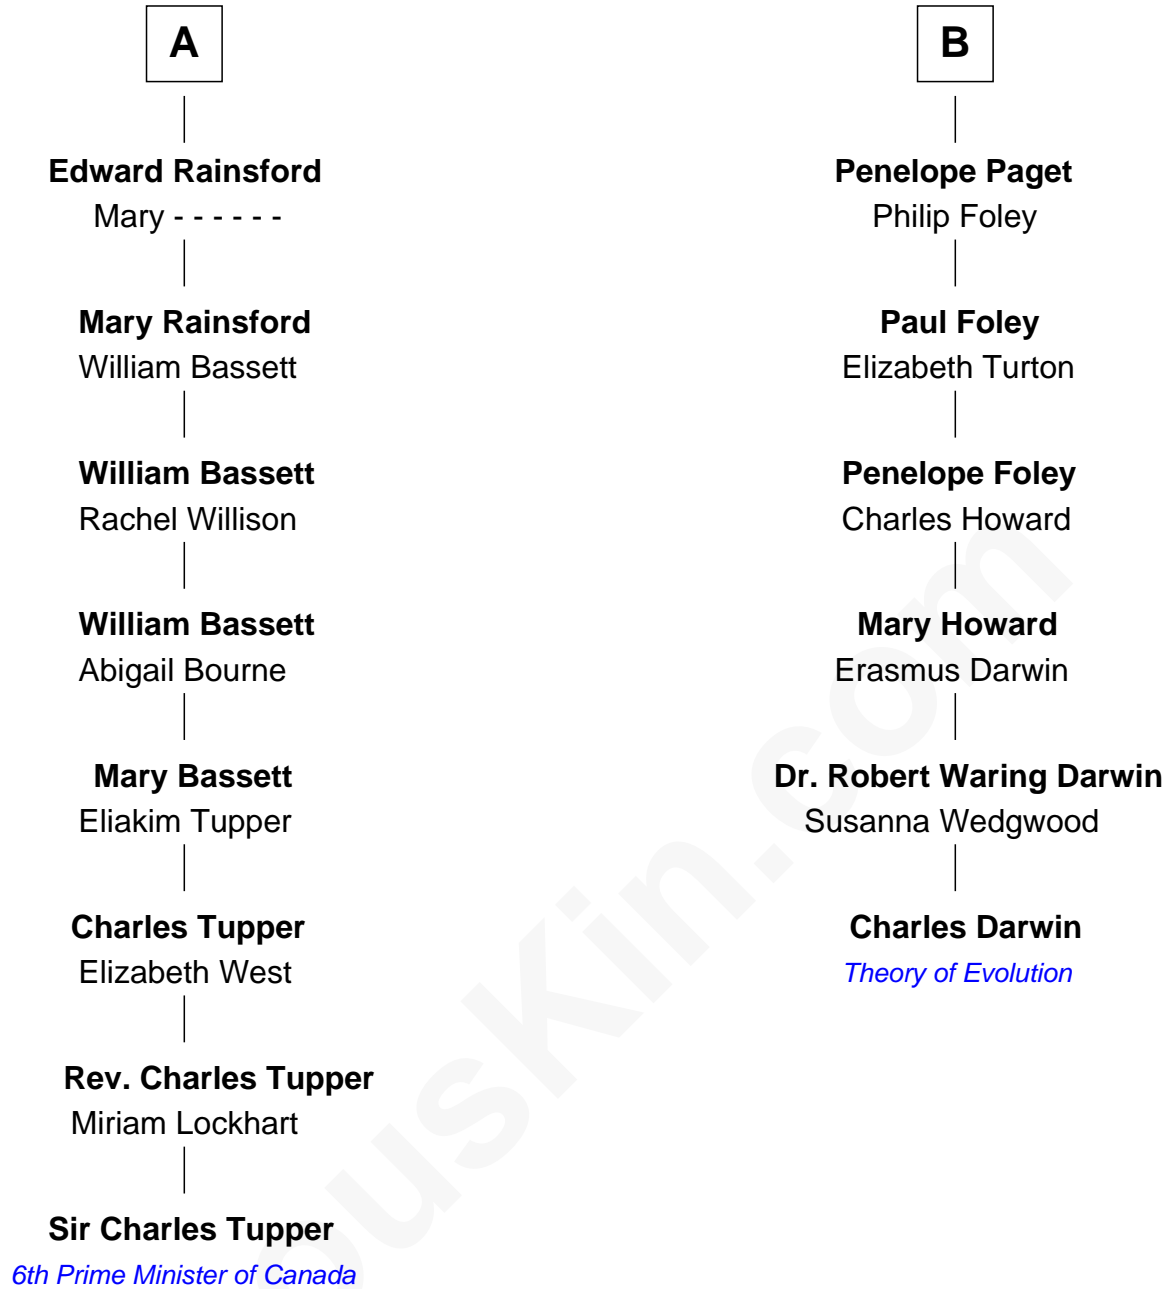 A
Edward Rainsford
Mary - - - - - -
Mary Rainsford
William Bassett
William Bassett
Rachel Willison
William Bassett
Abigail Bourne
Mary Bassett
Eliakim Tupper
Charles Tupper
Elizabeth West
Rev. Charles Tupper
Miriam Lockhart
Sir Charles Tupper
6th Prime Minister of Canada
B
Penelope Paget
Philip Foley
Paul Foley
Elizabeth Turton
Penelope Foley
Charles Howard
Mary Howard
Erasmus Darwin
Dr. Robert Waring Darwin
Susanna Wedgwood
Charles Darwin
Theory of Evolution
ousKin.com